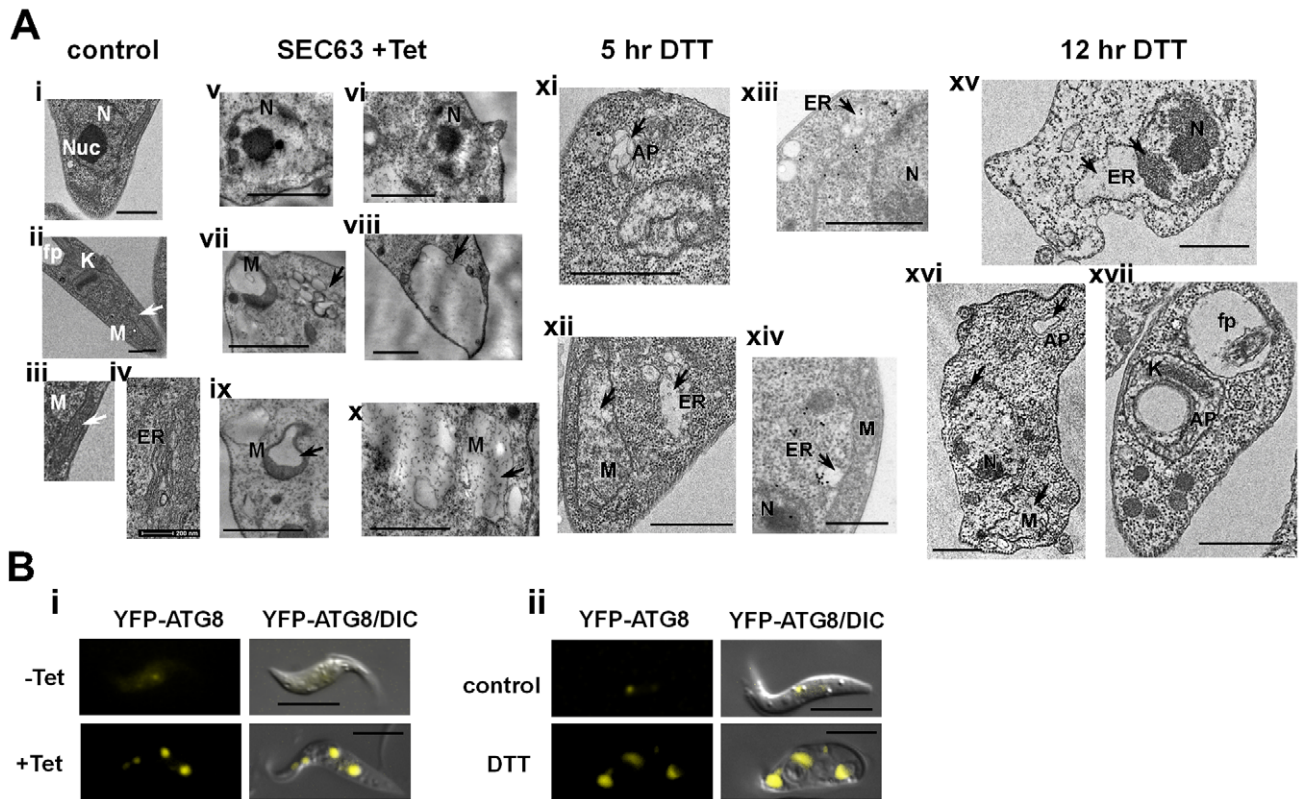 A
control
SEC63 +Tet
5 hr DTT
12 hr DTT
i
N
Nuc
ii
fp
K
M
iii
M
iv
ER
200 nm
v
N
vi
N
vii
M
viii
ix
M
x
M
xi
AP
xii
ER
M
xiii
ER
N
xiv
M
ER
N
xv
N
ER
xvi
AP
N
M
xvii
fp
K
AP
B
i
YFP-ATG8
YFP-ATG8/DIC
-Tet
+Tet
ii
YFP-ATG8
YFP-ATG8/DIC
control
DTT